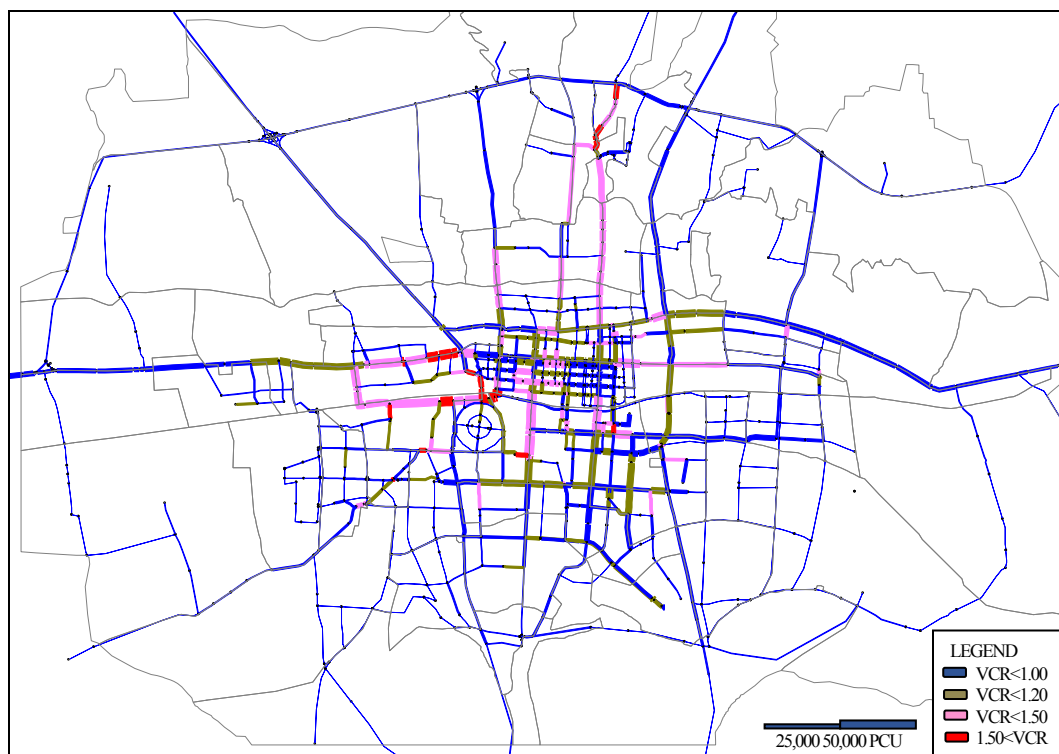 LEGEND
VCR<1.00
VCR<1.20
VCR<1.50
1.50<VCR
25,000 50,000 PCU